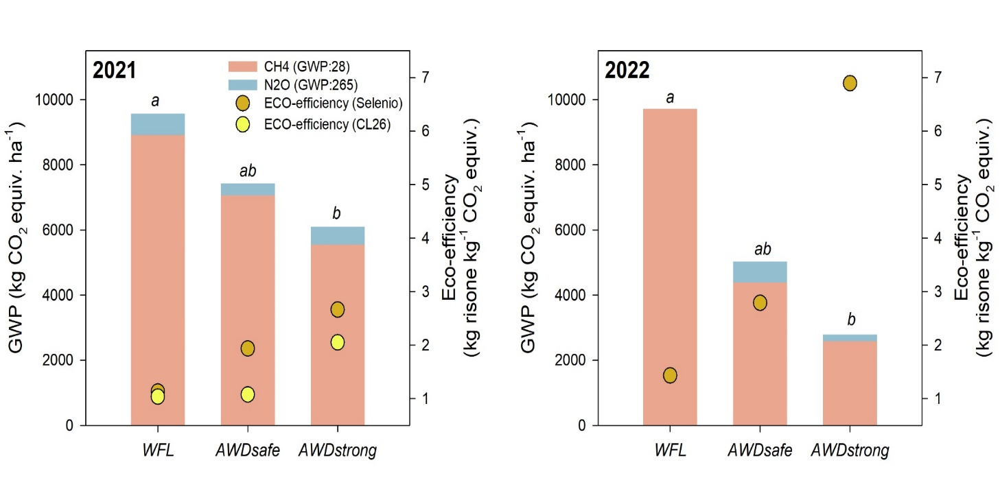 2021
CH4 (GWP:28)
N2O (GWP:265)
ECO-efficiency (Selenio)
ECO-efficiency (CL26)
GWP (kg CO2 equiv. ha-1)
10000
8000
6000
4000
2000
0
a
ab
b
7
6
5
4
3
2
1
Eco-efficiency
(kg risone kg-1 CO2 equiv.)
WFL
AWDsafe
AWDstrong
2022
GWP (kg CO2 equiv. ha-1)
10000
8000
6000
4000
2000
0
a
ab
b
7
6
5
4
3
2
1
Eco-efficiency
(kg risone kg-1 CO2 equiv.)
WFL
AWDsafe
AWDstrong